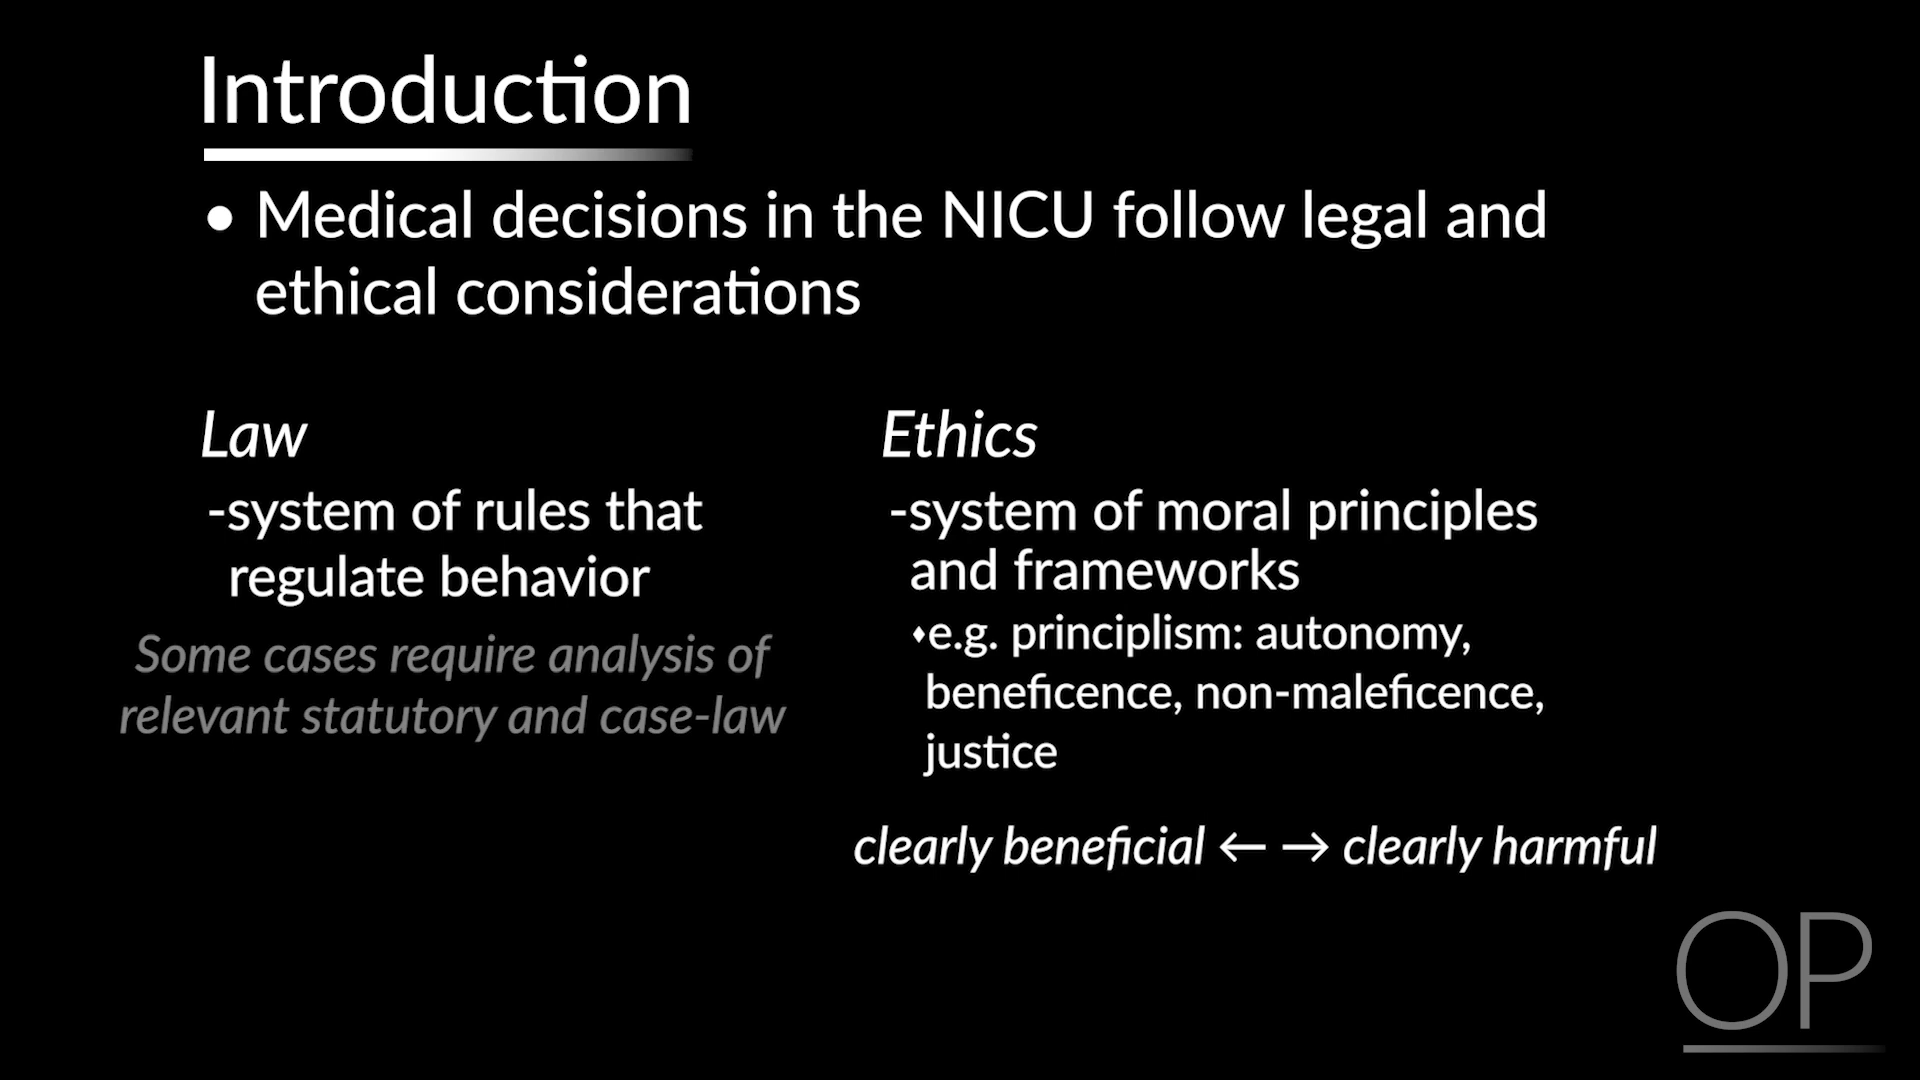 Introduction
• Medical decisions in the NICU follow legal and
ethical considerations
Law
-system of rules that
regulate behavior
Some cases require analysis of
relevant statutory and case-law
Ethics
-system of moral principles
and frameworks
⬧e.g. principlism: autonomy,
beneficence, non-maleficence,
justice
clearly beneficial ← → clearly harmful
OP